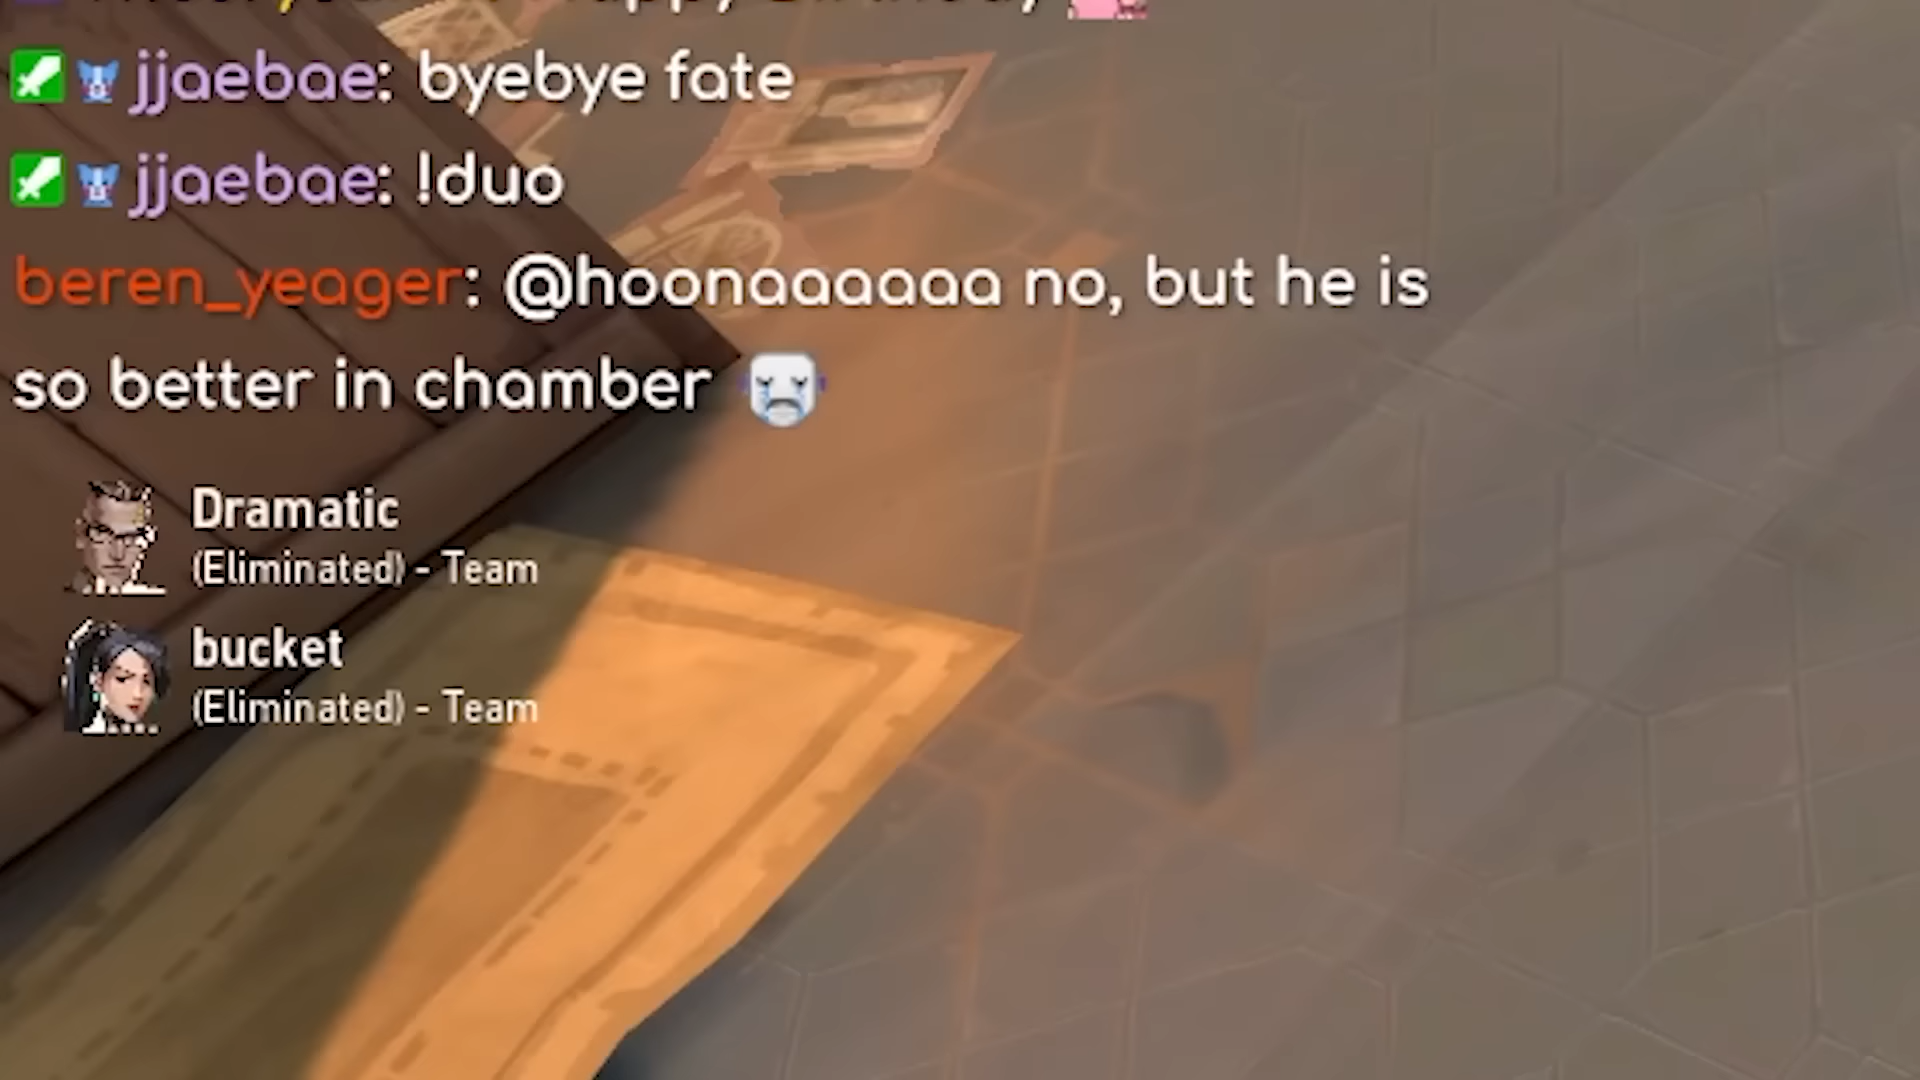 jjaebae: byebye fate
jjaebae: !duo
beren_yeager: @hoonaaaaaa no, but he is
so better in chamber
Dramatic
(Eliminated) - Team
bucket
(Eliminated) - Team